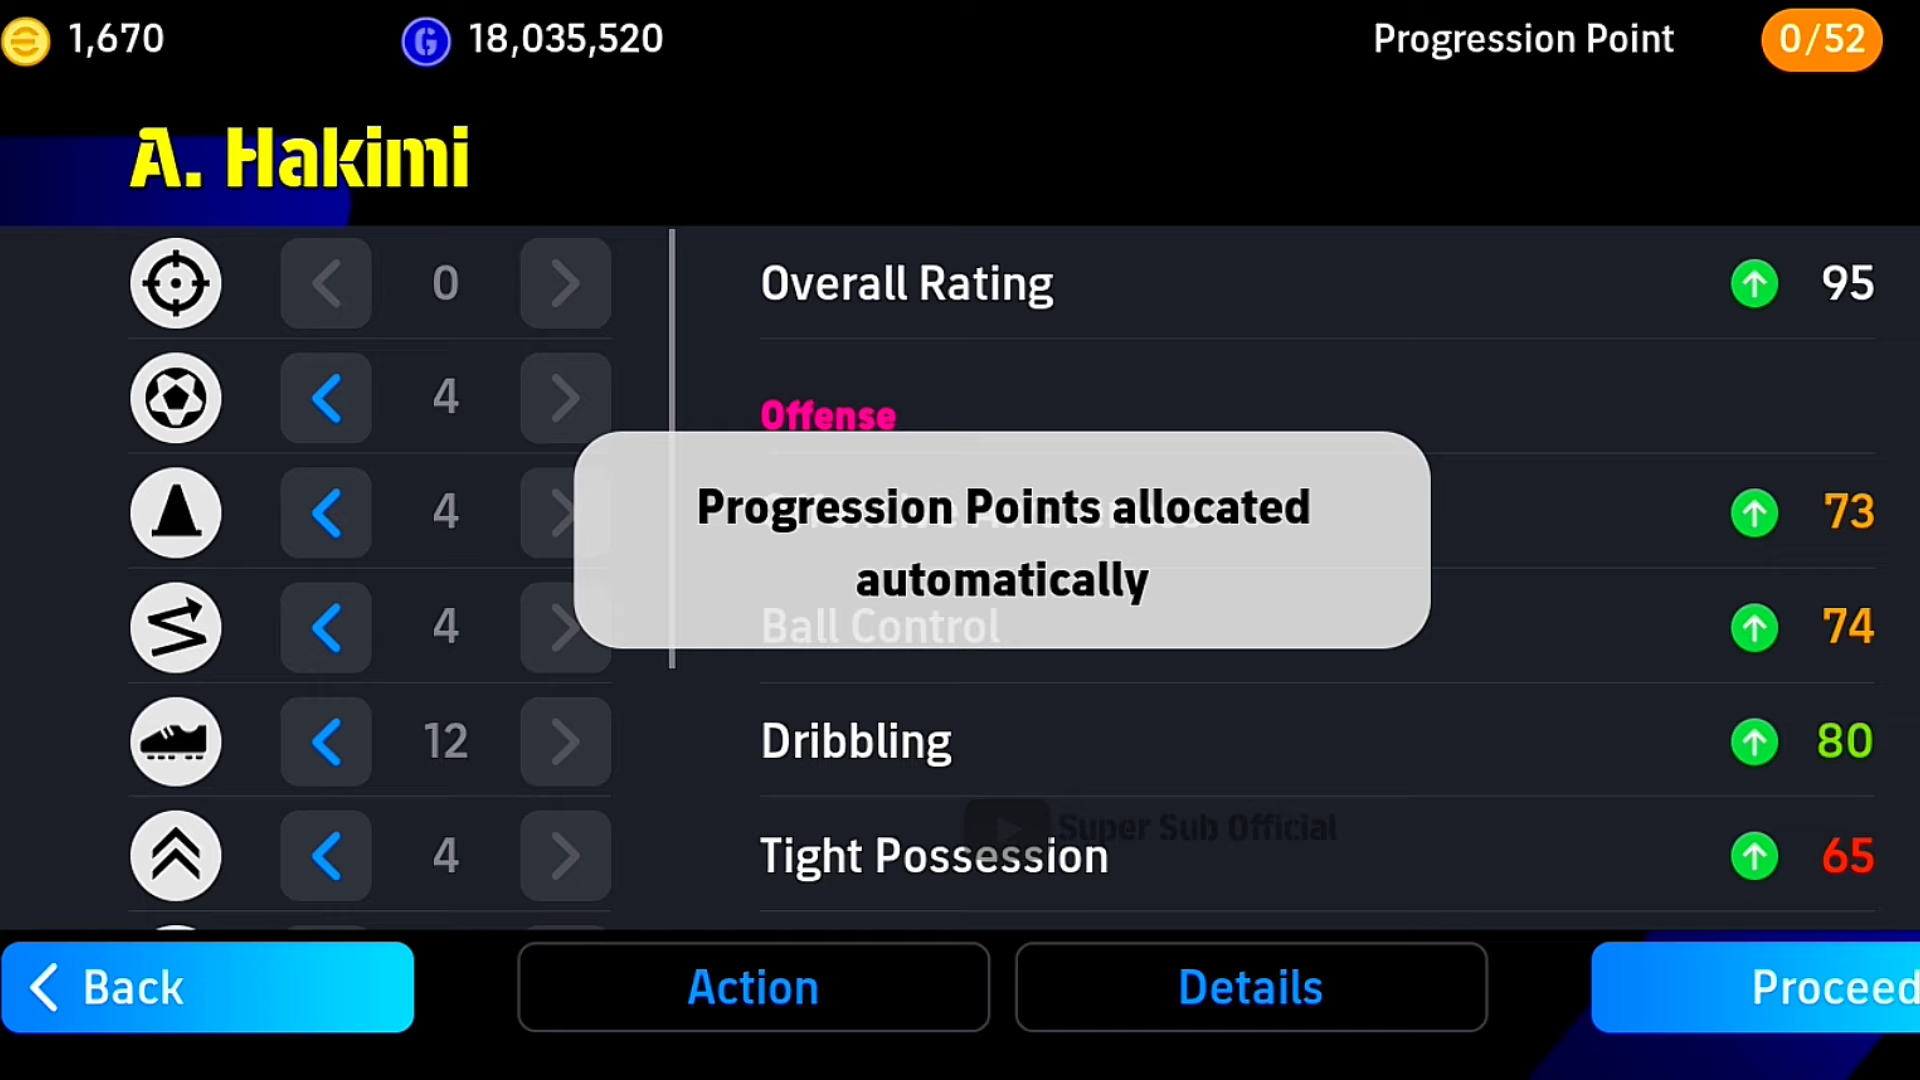 1,670
18,035,520
Progression Point
0/52
A. Hakimi
0
Overall Rating
95
4
Offense
4
73
Progression Points allocated
automatically
4
Ball Control
74
12
Dribbling
80
Super Sub Official
4
Tight Possession
65
Back
Action
Details
Proceed